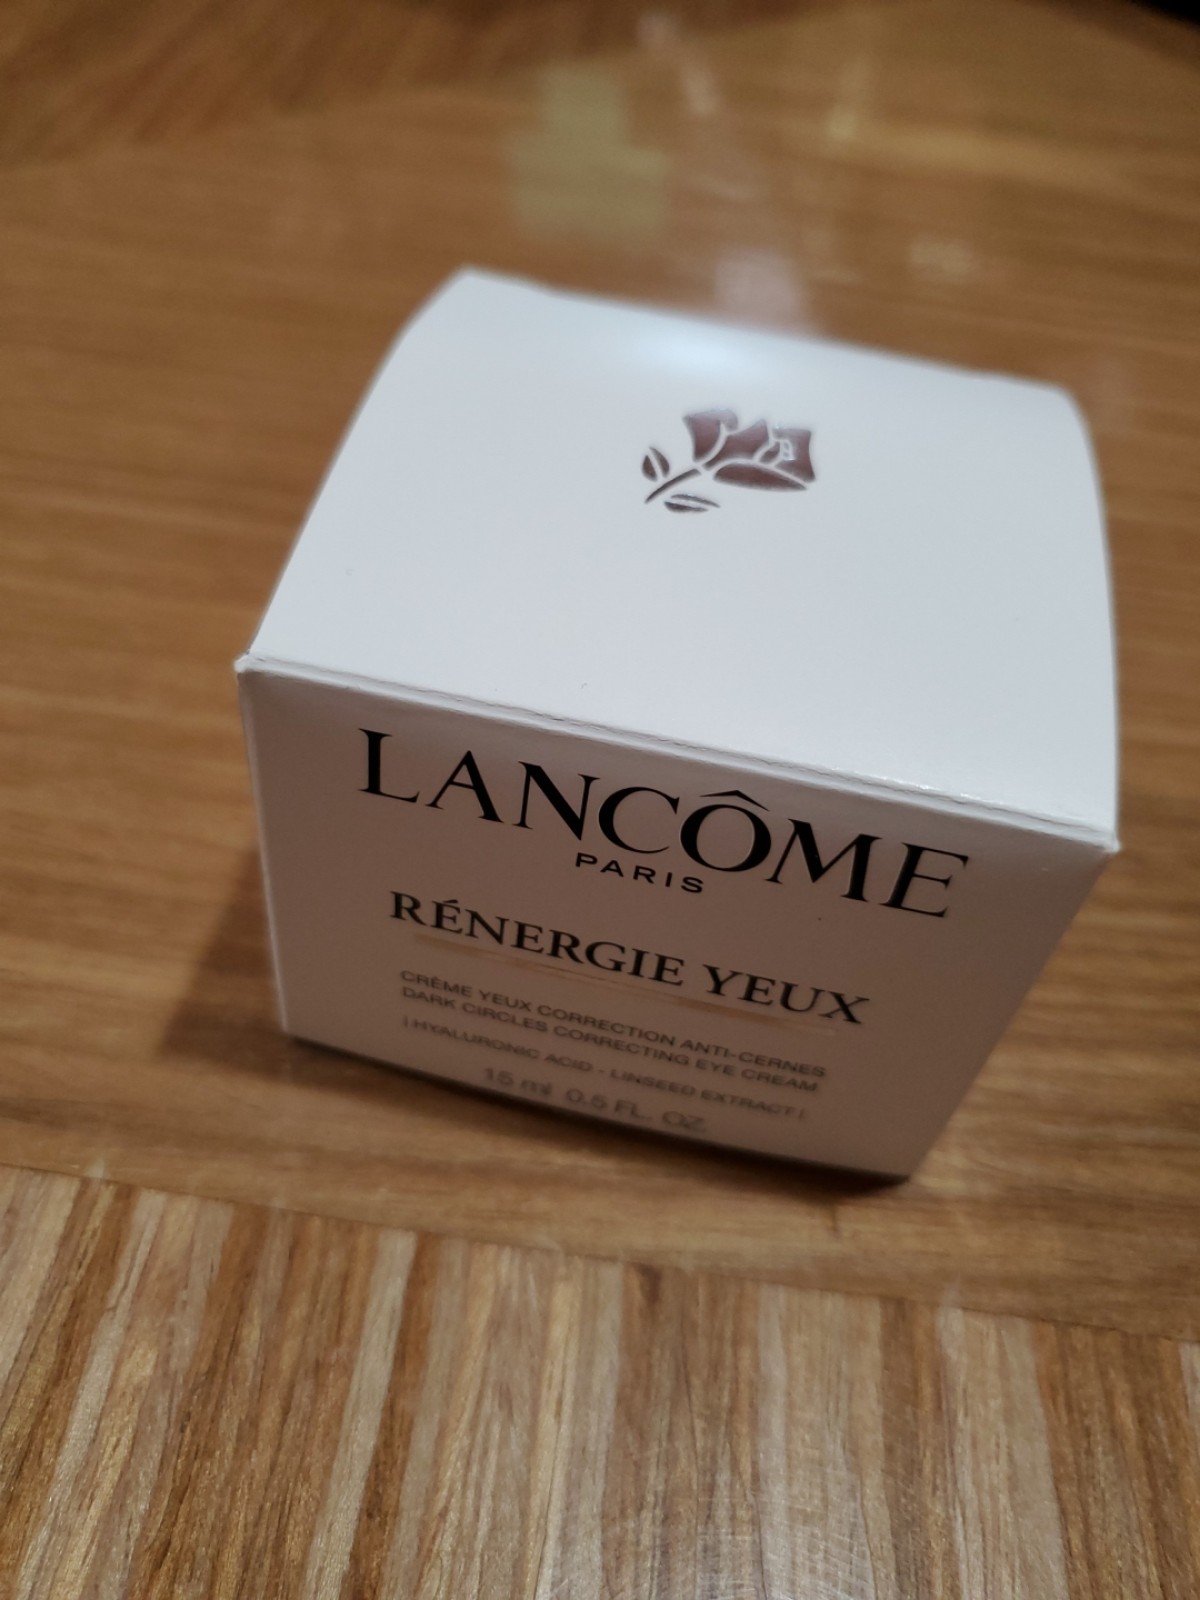 LANCÔME
PARIS
RÉNERGIE YEUX
CRÈME YEUX CORRECTION ANTI-CERNES
DARK CIRCLES CORRECTING EYE CREAM
| HYALURONIC ACID - LINSEED EXTRACT |
15 ml 0.5 FL. OZ.